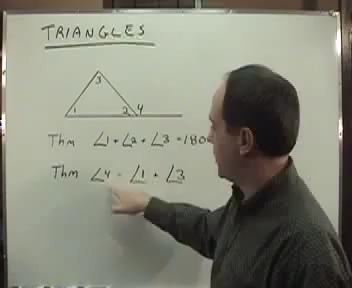 TRIANGLES
3
1 2 4
Thm ∠1 + ∠2 + ∠3 = 180
Thm ∠4 = ∠1 + ∠3